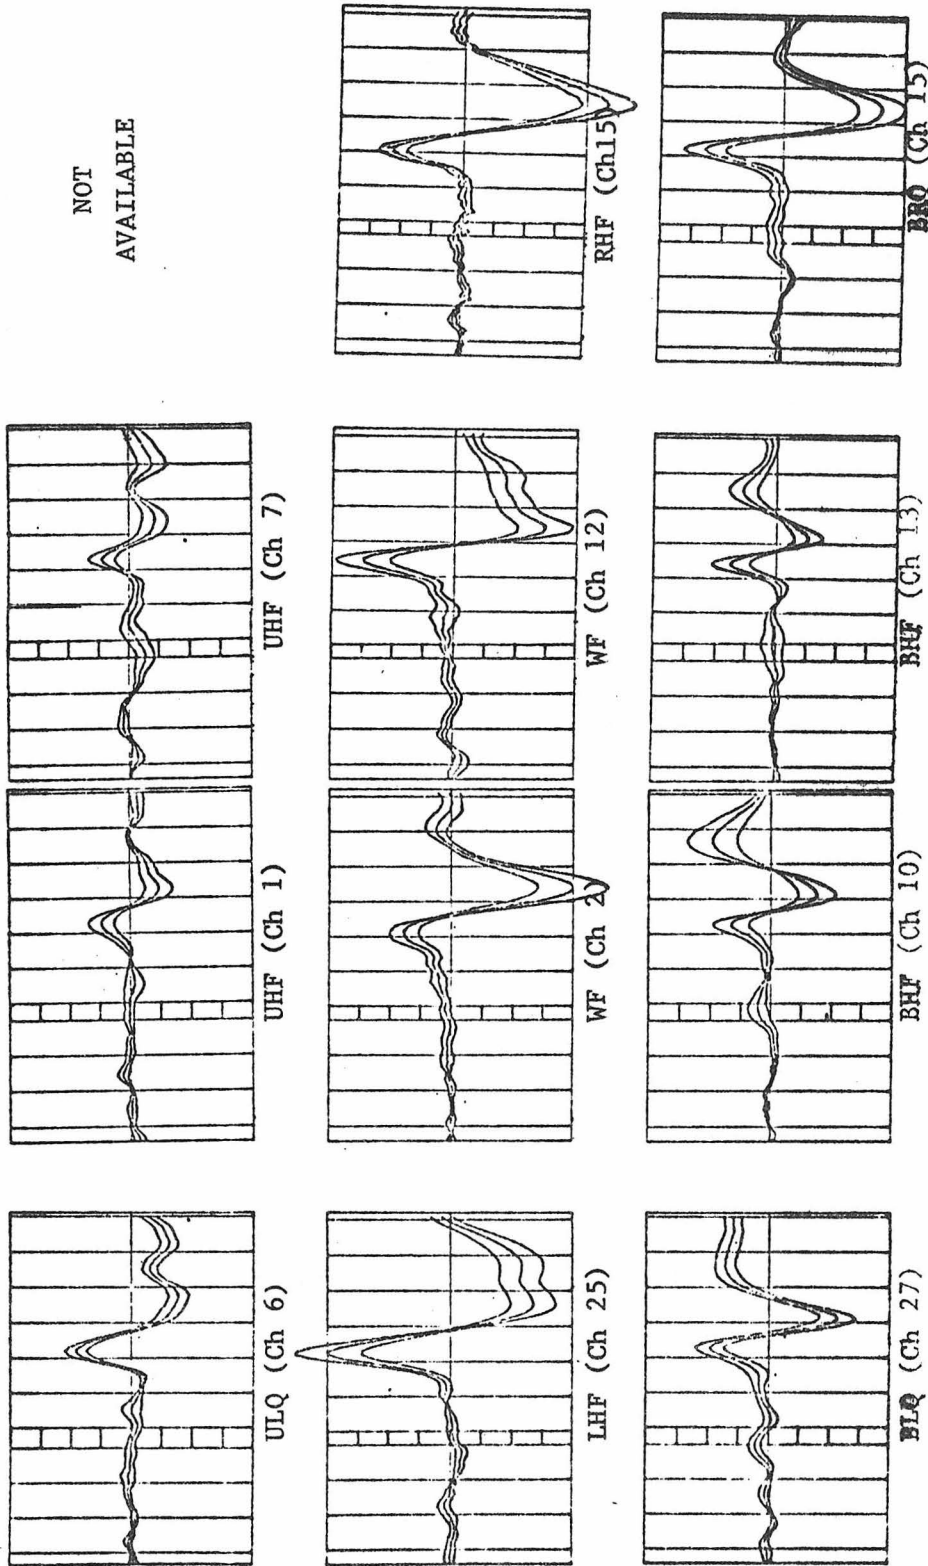 ULQ (Ch 6)
UHF (Ch 1)
UHF (Ch 7)
NOT
AVAILABLE
LHF (Ch 25)
WF (Ch 2)
WF (Ch 12)
RHF (Ch15)
BLQ (Ch 27)
BHF (Ch 10)
BHF (Ch 13)
BRQ (Ch 15)